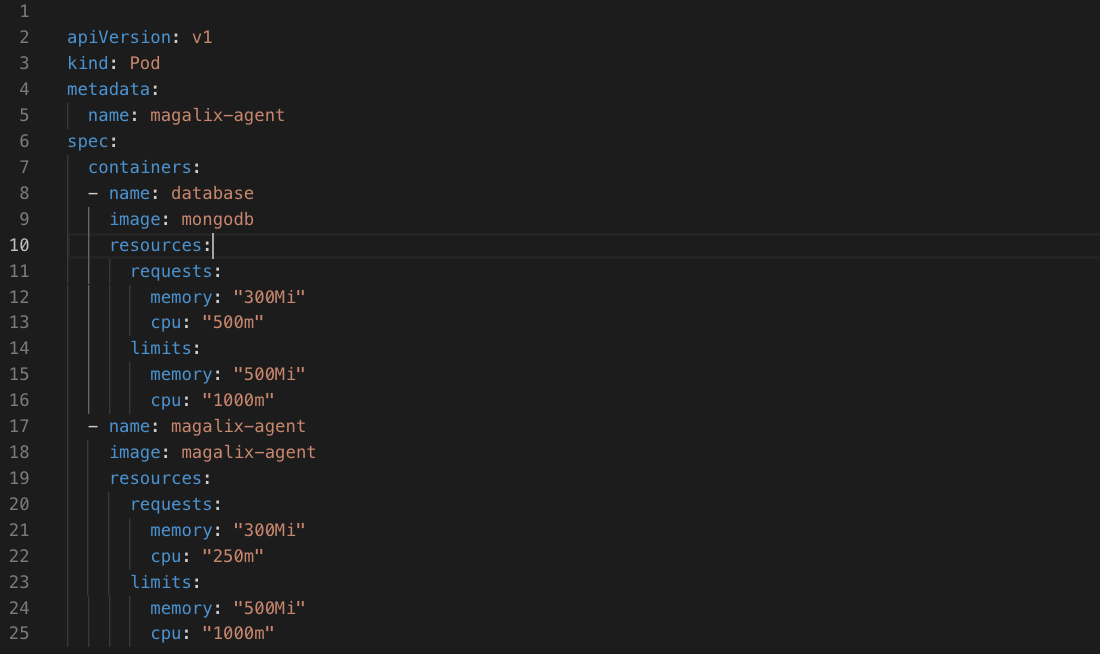 1
2 apiVersion: v1
3 kind: Pod
4 metadata:
5   name: magalix-agent
6 spec:
7   containers:
8   - name: database
9     image: mongodb
10     resources:
11       requests:
12         memory: "300Mi"
13         cpu: "500m"
14       limits:
15         memory: "500Mi"
16         cpu: "1000m"
17   - name: magalix-agent
18     image: magalix-agent
19     resources:
20       requests:
21         memory: "300Mi"
22         cpu: "250m"
23       limits:
24         memory: "500Mi"
25         cpu: "1000m"